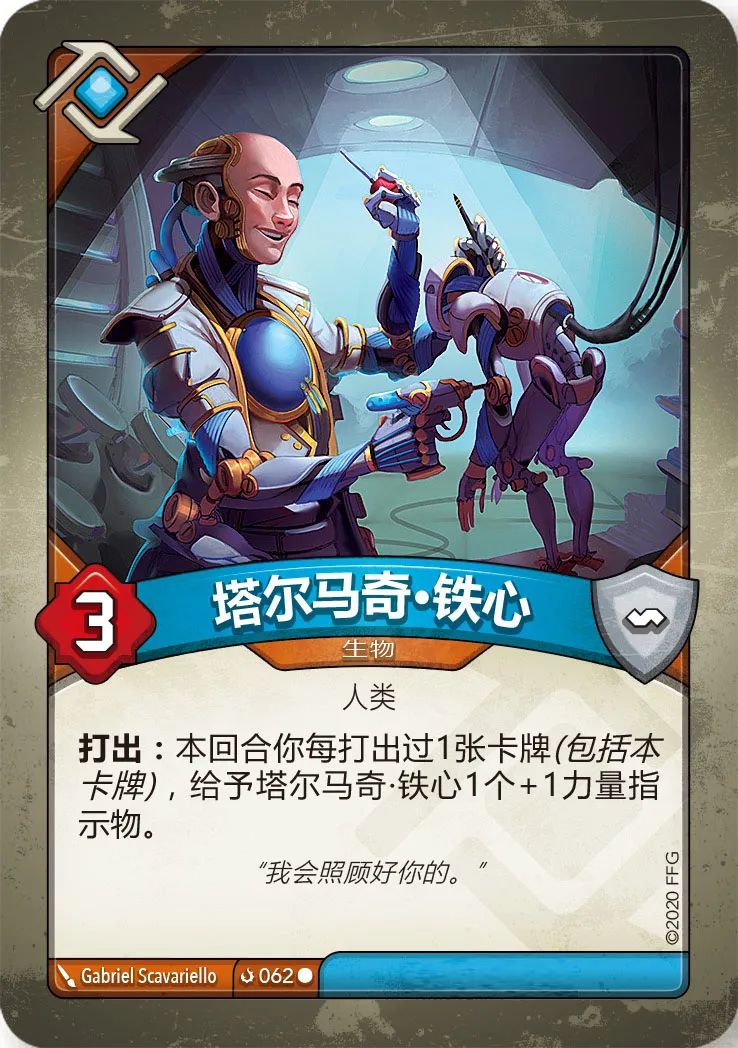 塔尔马奇·铁心
3
生物
人类
打出：本回合你每打出过1张卡牌(包括本
卡牌)，给予塔尔马奇·铁心1个+1力量指
示物。
“我会照顾好你的。”
©2020 FFG
Gabriel Scavariello
062